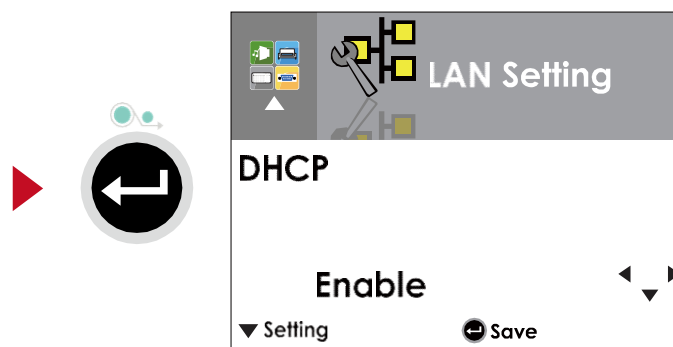 LAN Setting
DHCP
Enable
Setting
Save